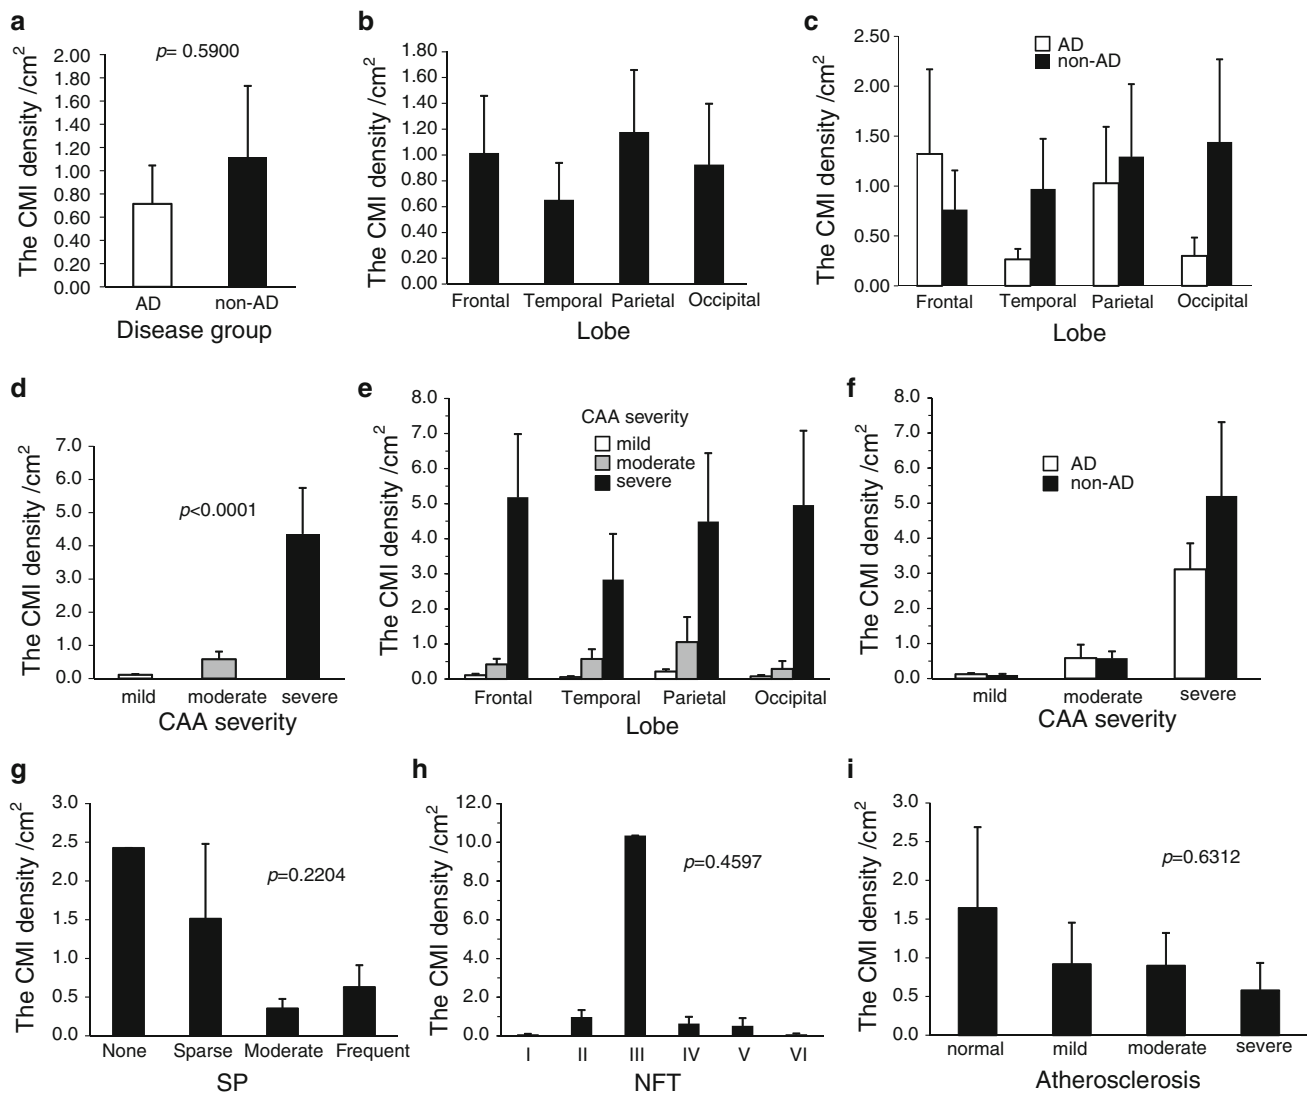 a
p= 0.5900
The CMI density /cm2
2.00
1.80
1.60
1.40
1.20
1.00
0.80
0.60
0.40
0.20
0.00
AD non-AD
Disease group
b
The CMI density /cm2
1.80
1.60
1.40
1.20
1.00
0.80
0.60
0.40
0.20
0.00
Frontal Temporal Parietal Occipital
Lobe
c
The CMI density /cm2
2.50
2.00
1.50
1.00
0.50
0.00
AD
non-AD
Frontal Temporal Parietal Occipital
Lobe
d
The CMI density /cm2
7.0
6.0
5.0
4.0
3.0
2.0
1.0
0.0
p<0.0001
mild moderate severe
CAA severity
e
The CMI density /cm2
8.0
7.0
6.0
5.0
4.0
3.0
2.0
1.0
0.0
CAA severity
mild
moderate
severe
Frontal Temporal Parietal Occipital
Lobe
f
The CMI density /cm2
8.0
7.0
6.0
5.0
4.0
3.0
2.0
1.0
0.0
AD
non-AD
mild moderate severe
CAA severity
g
The CMI density /cm2
3.0
2.5
2.0
1.5
1.0
0.5
0.0
p=0.2204
None Sparse Moderate Frequent
SP
h
The CMI density /cm2
12.0
10.0
8.0
6.0
4.0
2.0
0.0
p=0.4597
I II III IV V VI
NFT
i
The CMI density /cm2
3.0
2.5
2.0
1.5
1.0
0.5
0.0
p=0.6312
normal mild moderate severe
Atherosclerosis